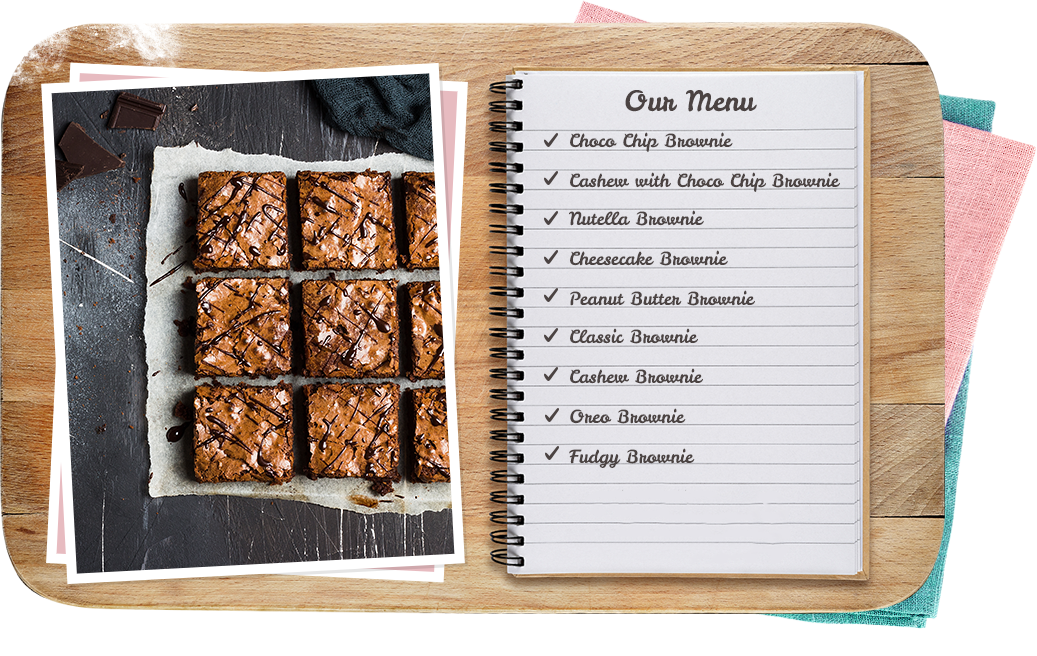 Our Menu
✓ Choco Chip Brownie
✓ Cashew with Choco Chip Brownie
✓ Nutella Brownie
✓ Cheesecake Brownie
✓ Peanut Butter Brownie
✓ Classic Brownie
✓ Cashew Brownie
✓ Oreo Brownie
✓ Fudgy Brownie